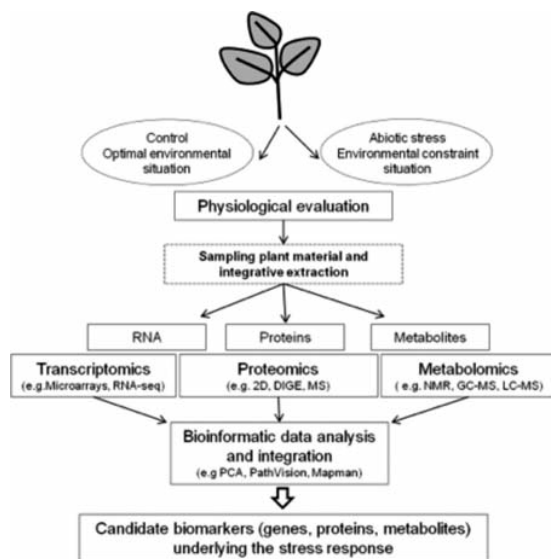 Control
Optimal environmental
situation
Abiotic stress
Environmental constraint
situation
Physiological evaluation
Sampling plant material and
integrative extraction
RNA
Proteins
Metabolites
Transcriptomics
(e.g.Microarrays, RNA-seq)
Proteomics
(e.g. 2D, DIGE, MS)
Metabolomics
( e.g. NMR, GC-MS, LC-MS)
Bioinformatic data analysis
and integration
(e.g PCA, PathVision, Mapman)
Candidate biomarkers (genes, proteins, metabolites)
underlying the stress response